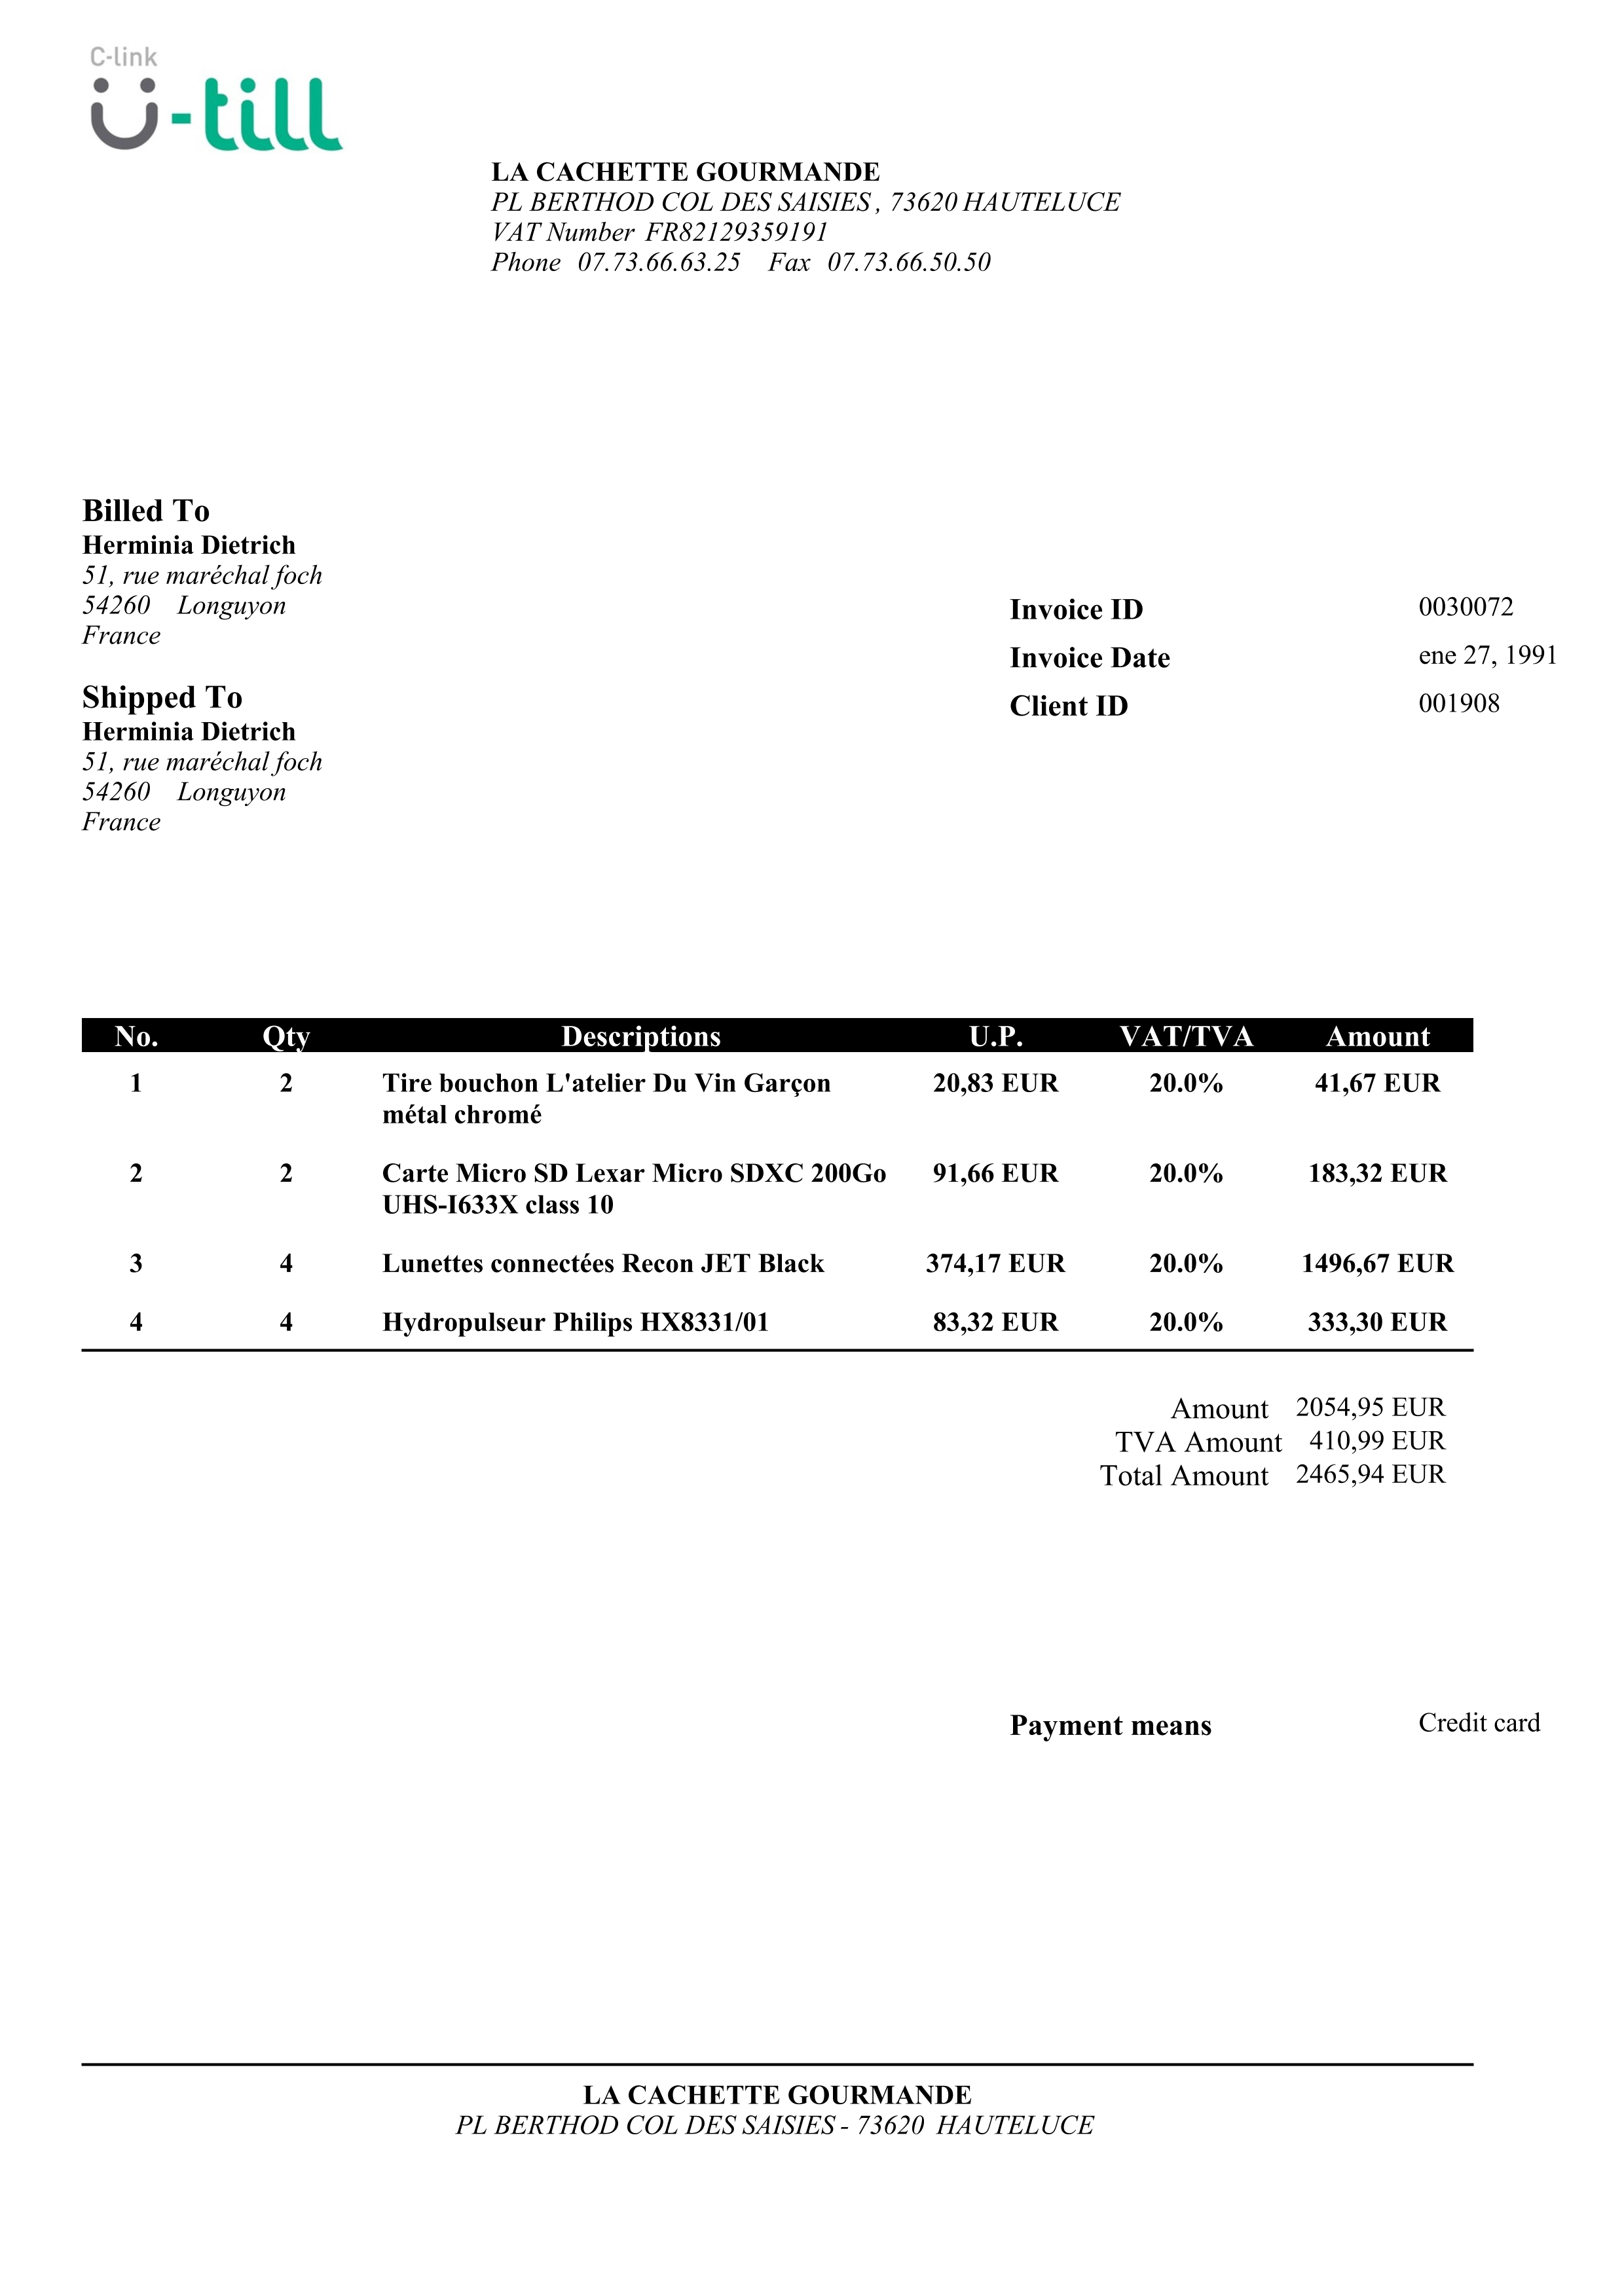 C-link
ü-till
LA CACHETTE GOURMANDE
PL BERTHOD COL DES SAISIES , 73620 HAUTELUCE
VAT Number FR82129359191
Phone 07.73.66.63.25 Fax 07.73.66.50.50
Billed To
Herminia Dietrich
51, rue maréchal foch
54260 Longuyon
France
Invoice ID 0030072
Invoice Date ene 27, 1991
Client ID 001908
Shipped To
Herminia Dietrich
51, rue maréchal foch
54260 Longuyon
France
No. Qty Descriptions U.P. VAT/TVA Amount
1 2 Tire bouchon L'atelier Du Vin Garçon 20,83 EUR 20.0% 41,67 EUR
métal chromé
2 2 Carte Micro SD Lexar Micro SDXC 200Go 91,66 EUR 20.0% 183,32 EUR
UHS-I633X class 10
3 4 Lunettes connectées Recon JET Black 374,17 EUR 20.0% 1496,67 EUR
4 4 Hydropulseur Philips HX8331/01 83,32 EUR 20.0% 333,30 EUR
Amount 2054,95 EUR
TVA Amount 410,99 EUR
Total Amount 2465,94 EUR
Payment means Credit card
LA CACHETTE GOURMANDE
PL BERTHOD COL DES SAISIES - 73620 HAUTELUCE